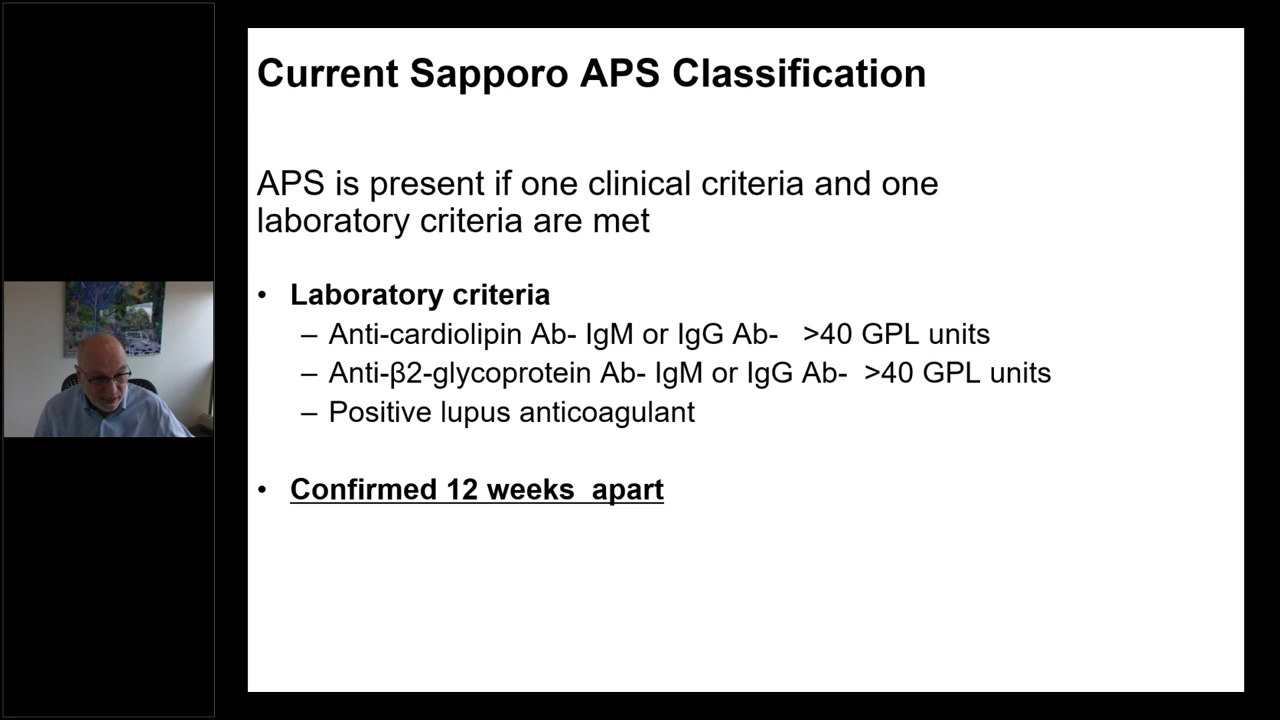 Current Sapporo APS Classification
APS is present if one clinical criteria and one
laboratory criteria are met
• Laboratory criteria
– Anti-cardiolipin Ab- IgM or IgG Ab- >40 GPL units
– Anti-β2-glycoprotein Ab- IgM or IgG Ab- >40 GPL units
– Positive lupus anticoagulant
• Confirmed 12 weeks apart